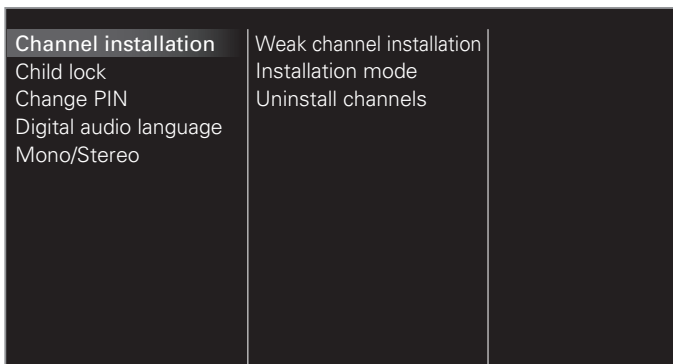 Channel installation
Child lock
Change PIN
Digital audio language
Mono/Stereo
Weak channel installation
Installation mode
Uninstall channels